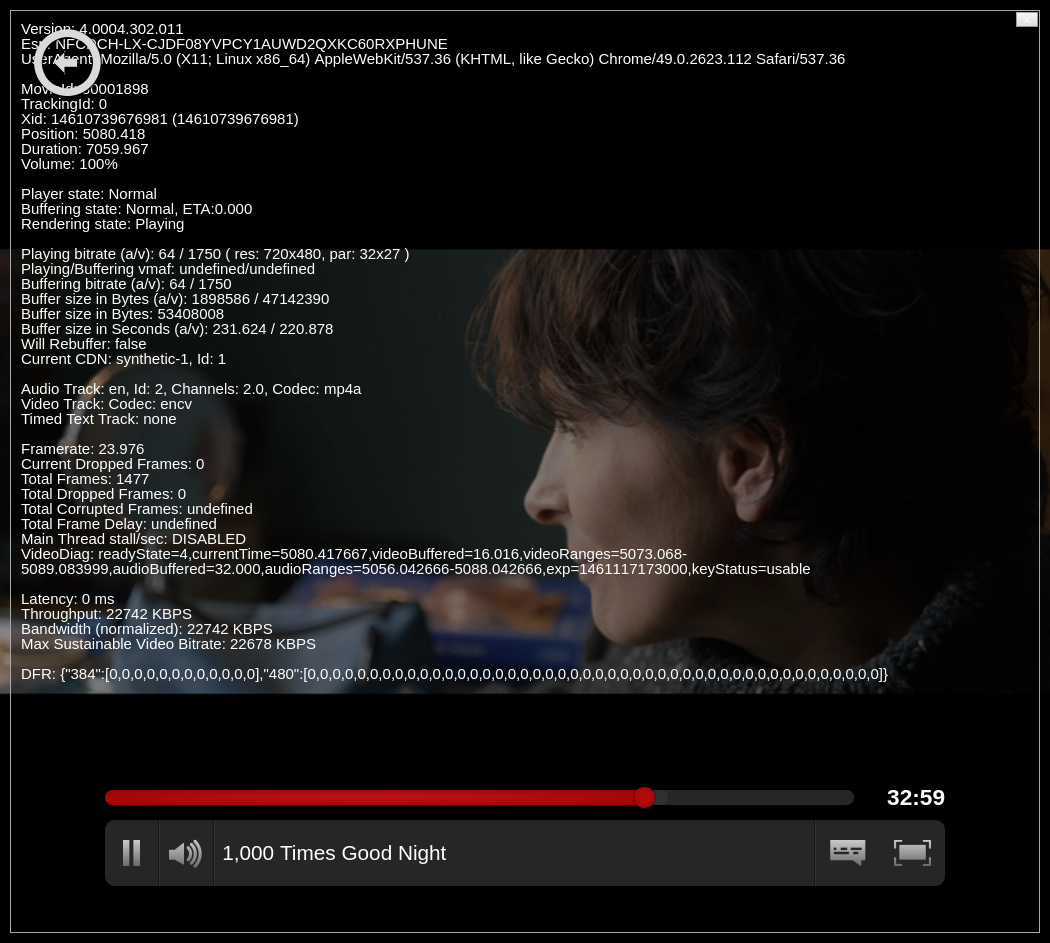 Version: 4.0004.302.011
Esn: NFCDCH-LX-CJDF08YVPCY1AUWD2QXKC60RXPHUNE
UserAgent: Mozilla/5.0 (X11; Linux x86_64) AppleWebKit/537.36 (KHTML, like Gecko) Chrome/49.0.2623.112 Safari/537.36
MovieId: 80001898
TrackingId: 0
Xid: 14610739676981 (14610739676981)
Position: 5080.418
Duration: 7059.967
Volume: 100%
Player state: Normal
Buffering state: Normal, ETA:0.000
Rendering state: Playing
Playing bitrate (a/v): 64 / 1750 ( res: 720x480, par: 32x27 )
Playing/Buffering vmaf: undefined/undefined
Buffering bitrate (a/v): 64 / 1750
Buffer size in Bytes (a/v): 1898586 / 47142390
Buffer size in Bytes: 53408008
Buffer size in Seconds (a/v): 231.624 / 220.878
Will Rebuffer: false
Current CDN: synthetic-1, Id: 1
Audio Track: en, Id: 2, Channels: 2.0, Codec: mp4a
Video Track: Codec: encv
Timed Text Track: none
Framerate: 23.976
Current Dropped Frames: 0
Total Frames: 1477
Total Dropped Frames: 0
Total Corrupted Frames: undefined
Total Frame Delay: undefined
Main Thread stall/sec: DISABLED
VideoDiag: readyState=4,currentTime=5080.417667,videoBuffered=16.016,videoRanges=5073.068-
5089.083999,audioBuffered=32.000,audioRanges=5056.042666-5088.042666,exp=1461117173000,keyStatus=usable
Latency: 0 ms
Throughput: 22742 KBPS
Bandwidth (normalized): 22742 KBPS
Max Sustainable Video Bitrate: 22678 KBPS
DFR: {"384":[0,0,0,0,0,0,0,0,0,0,0,0],"480":[0,0,0,0,0,0,0,0,0,0,0,0,0,0,0,0,0,0,0,0,0,0,0,0,0,0,0,0,0,0,0,0,0,0,0,0,0,0,0,0,0,0,0,0,0,0]}
32:59
1,000 Times Good Night